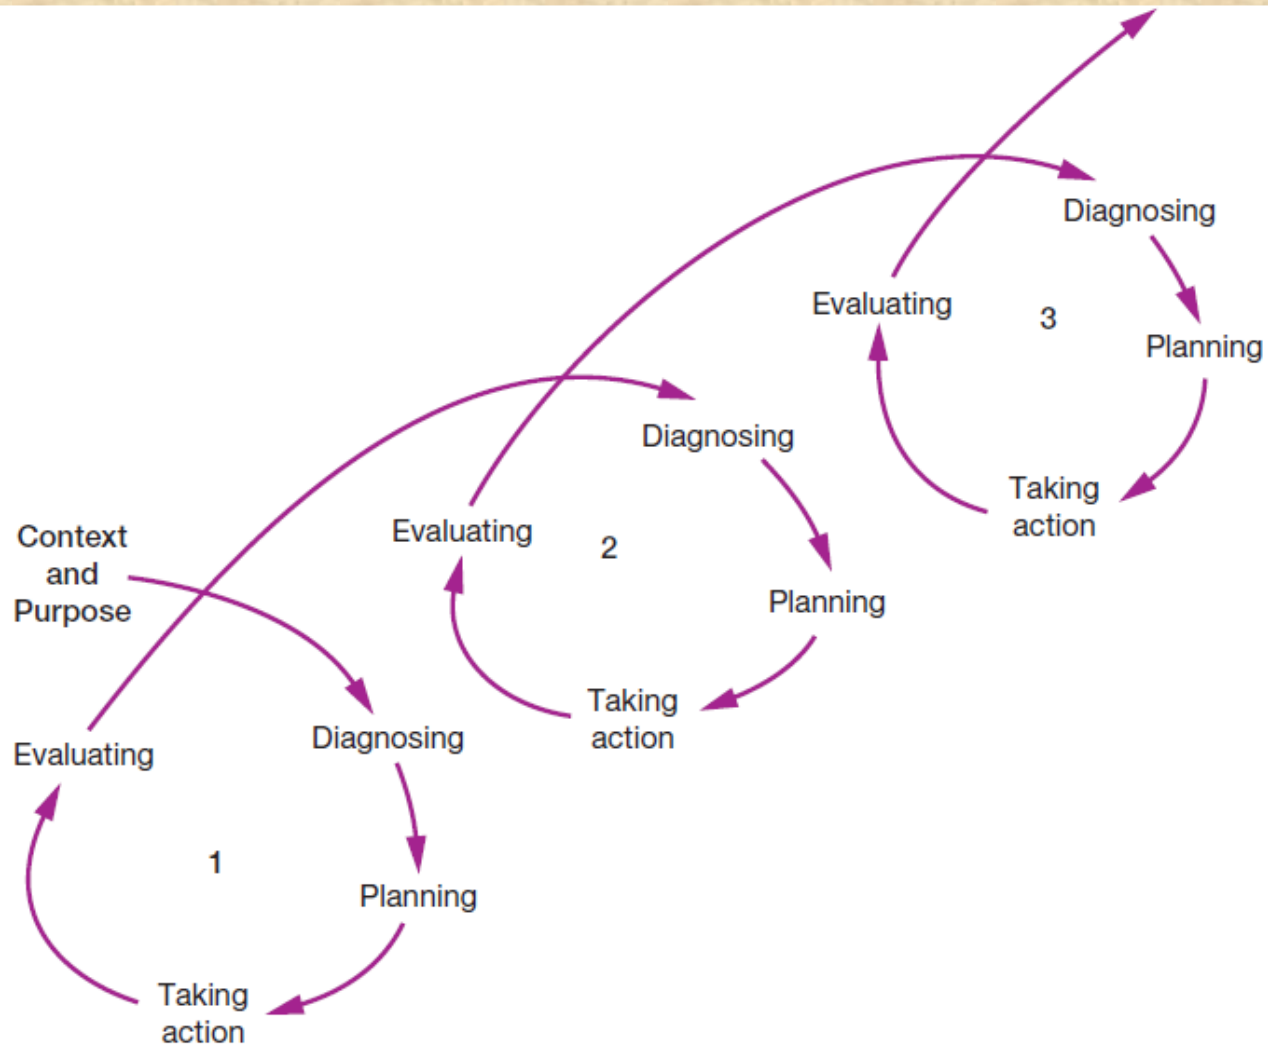 Diagnosing
Evaluating
3
Planning
Taking
action
Diagnosing
Evaluating
2
Planning
Taking
action
Context
and
Purpose
Diagnosing
Evaluating
1
Planning
Taking
action